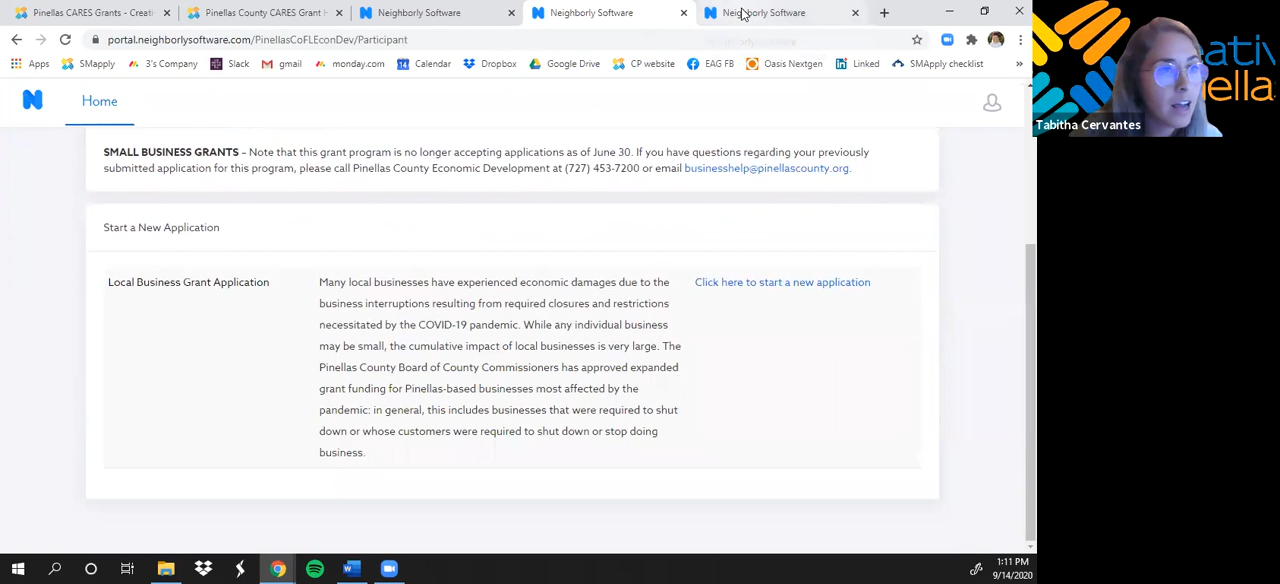 Pinellas CARES Grants - Creati
Pinellas County CARES Grant H
Neighborly Software
Neighborly Software
Neighborly Software
portal.neighborlysoftware.com/PinellasCoFLEconDev/Participant
Apps
SMapply
3's Company
Slack
gmail
monday.com
Calendar
Dropbox
Google Drive
CP website
EAG FB
Oasis Nextgen
Linked
SMApply checklist
»
N
Home
SMALL BUSINESS GRANTS – Note that this grant program is no longer accepting applications as of June 30. If you have questions regarding your previously
submitted application for this program, please call Pinellas County Economic Development at (727) 453-7200 or email businesshelp@pinellascounty.org.
Start a New Application
Local Business Grant Application
Many local businesses have experienced economic damages due to the
business interruptions resulting from required closures and restrictions
necessitated by the COVID-19 pandemic. While any individual business
may be small, the cumulative impact of local businesses is very large. The
Pinellas County Board of County Commissioners has approved expanded
grant funding for Pinellas-based businesses most affected by the
pandemic: in general, this includes businesses that were required to shut
down or whose customers were required to shut down or stop doing
business.
Click here to start a new application
eativ
nella
Tabitha Cervantes
1:11 PM
9/14/2020